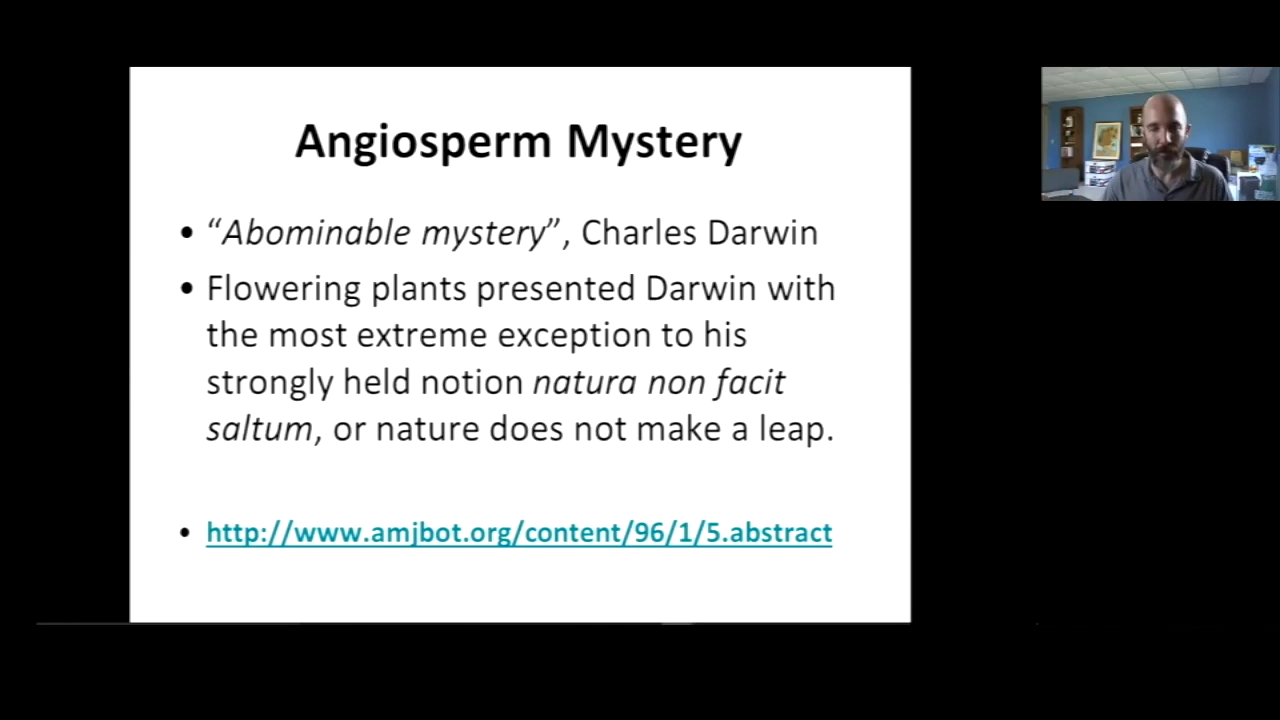 Angiosperm Mystery
• “Abominable mystery”, Charles Darwin
• Flowering plants presented Darwin with
the most extreme exception to his
strongly held notion natura non facit
saltum, or nature does not make a leap.
• http://www.amjbot.org/content/96/1/5.abstract